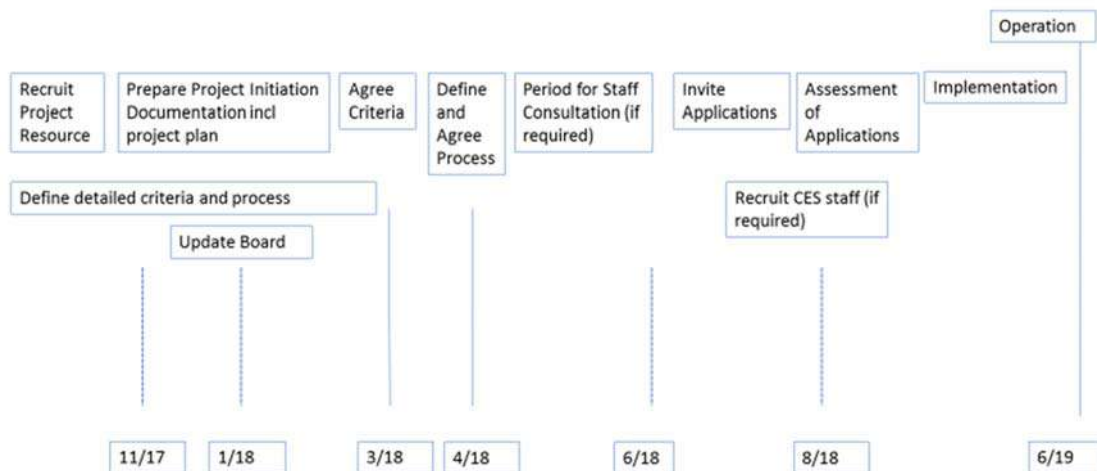 Operation
Recruit
Project
Resource
Prepare Project Initiation
Documentation incl
project plan
Agree
Criteria
Define
and
Agree
Process
Period for Staff
Consultation (if
required)
Invite
Applications
Assessment
of
Applications
Implementation
Define detailed criteria and process
Recruit CES staff (if
required)
Update Board
11/17
1/18
3/18
4/18
6/18
8/18
6/19